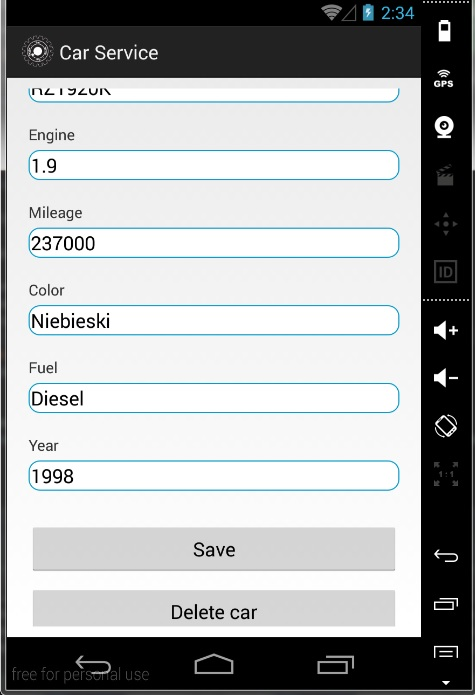 2:34
Car Service
GPS
Engine
1.9
Mileage
237000
Color
Niebieski
ID
Fuel
Diesel
Year
1998
1:1
Save
Delete car
free for personal use